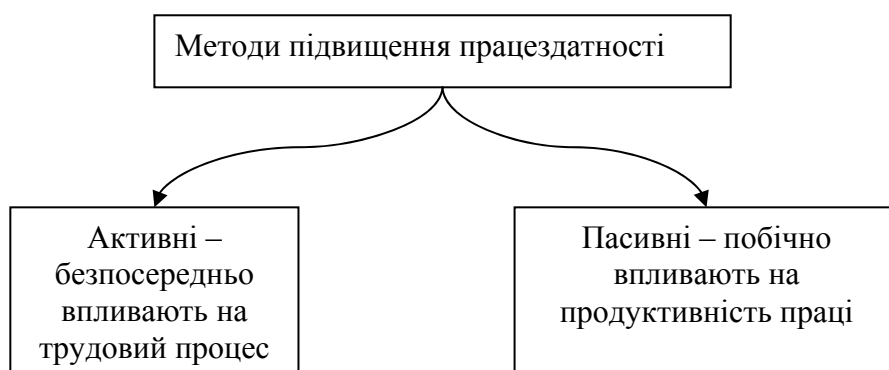 Методи підвищення працездатності
Активні –
безпосередньо
впливають на
трудовий процес
Пасивні – побічно
впливають на
продуктивність праці